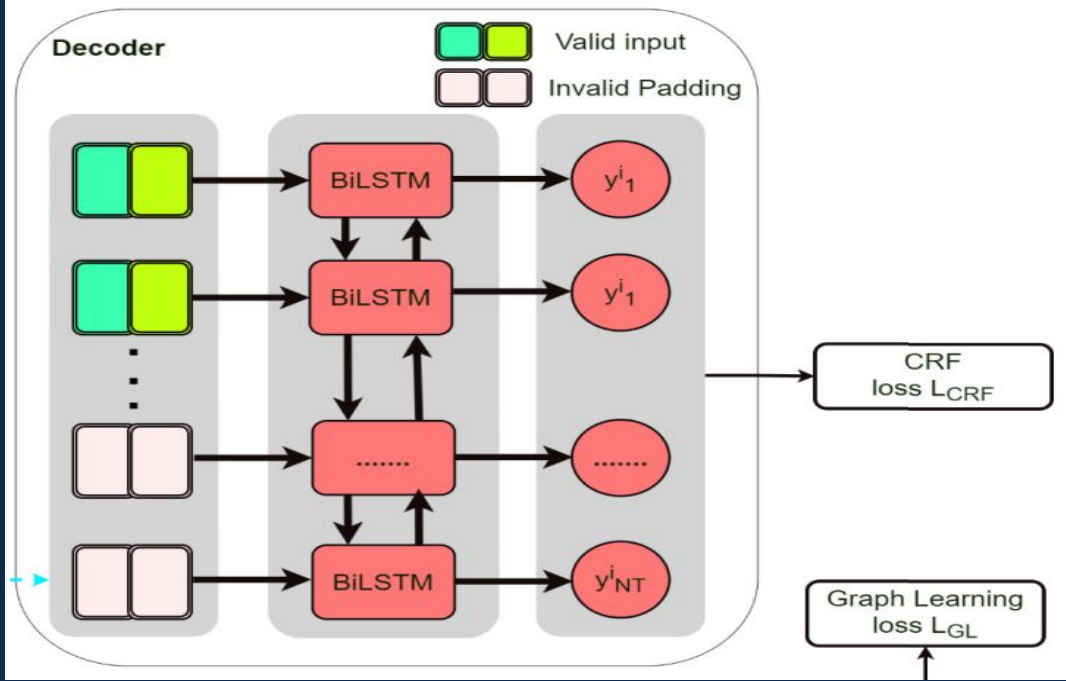 Decoder
Valid input
Invalid Padding
BiLSTM
yⁱ₁
BiLSTM
yⁱ₁
.......
.......
BiLSTM
yⁱNT
CRF
loss LCRF
Graph Learning
loss LGL